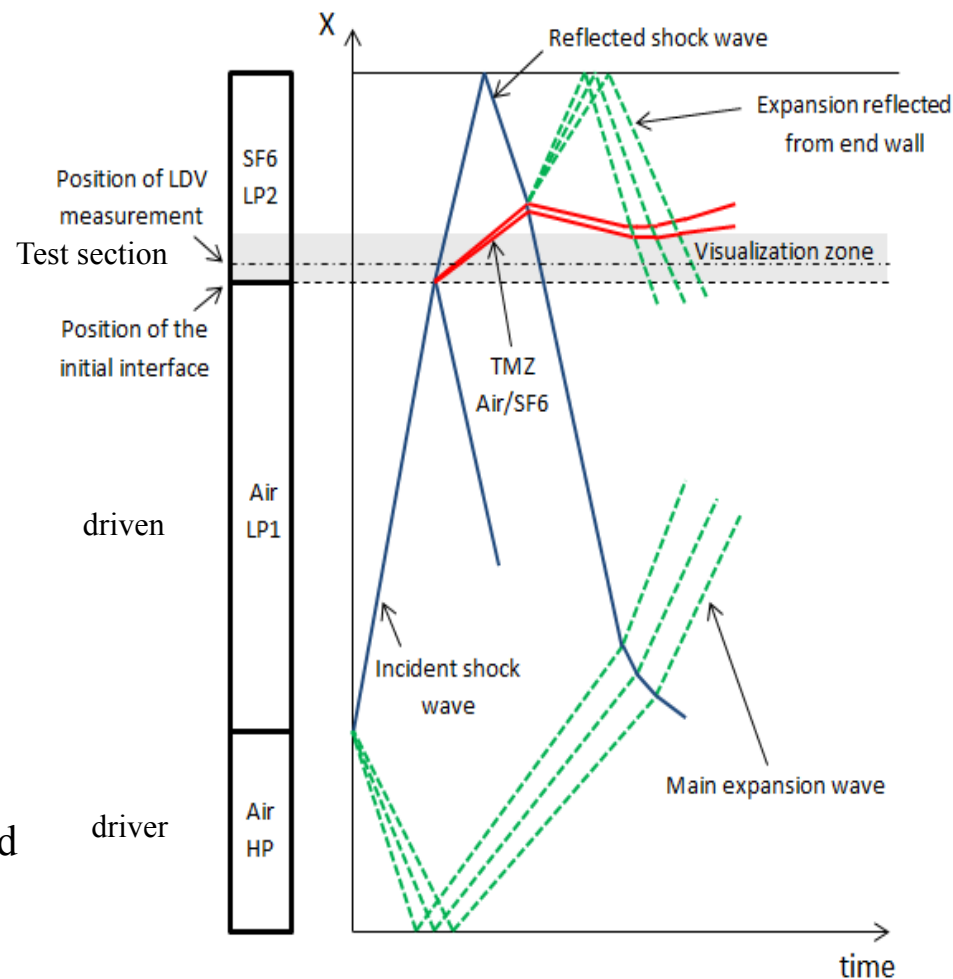 X
Reflected shock wave
Expansion reflected
from end wall
SF6
LP2
Position of LDV
measurement
Test section
Visualization zone
Position of the
initial interface
TMZ
Air/SF6
Air
LP1
driven
Incident shock
wave
Main expansion wave
Air
HP
driver
d
time